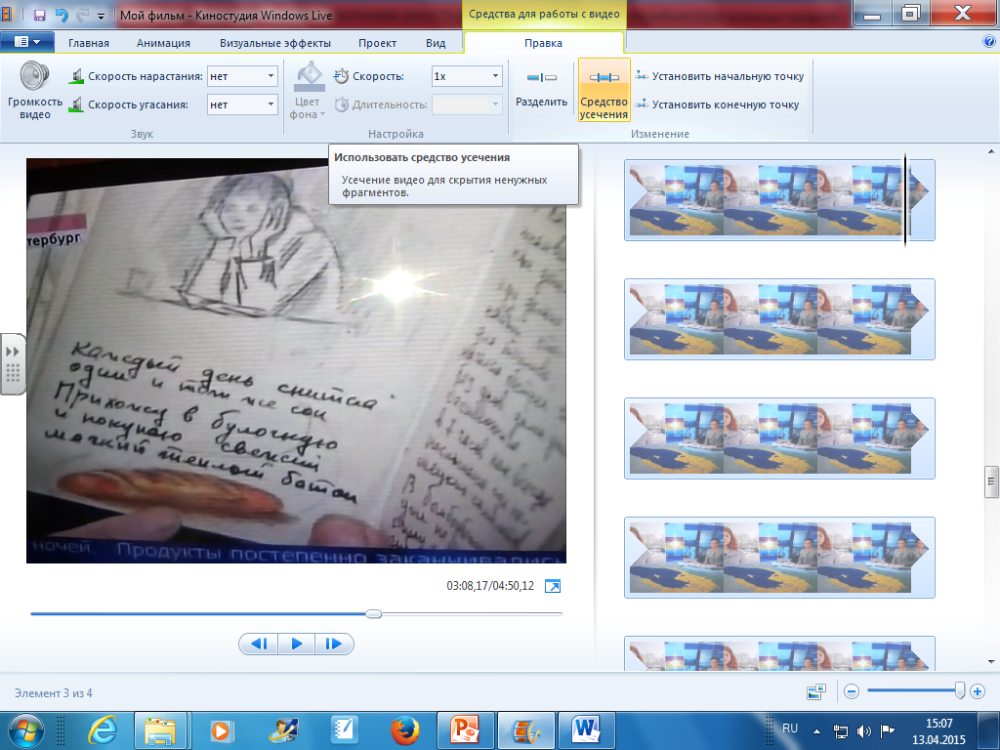 Мой фильм - Киностудия Windows Live
Средства для работы с видео
Главная
Анимация
Визуальные эффекты
Проект
Вид
Правка
Громкость видео
Скорость нарастания: нет
Скорость угасания: нет
Звук
Цвет фона
Скорость: 1x
Длительность:
Настройка
Разделить
Средство усечения
Установить начальную точку
Установить конечную точку
Изменение
Использовать средство усечения
Усечение видео для скрытия ненужных
фрагментов.
тербург
Каждый день снится
один и тот же сон
Прихожу в булочную
и покупаю свежий
мягкий теплый батон
ночей. Продукты постепенно заканчивались
03:08,17/04:50,12
Элемент 3 из 4
RU
15:07
13.04.2015